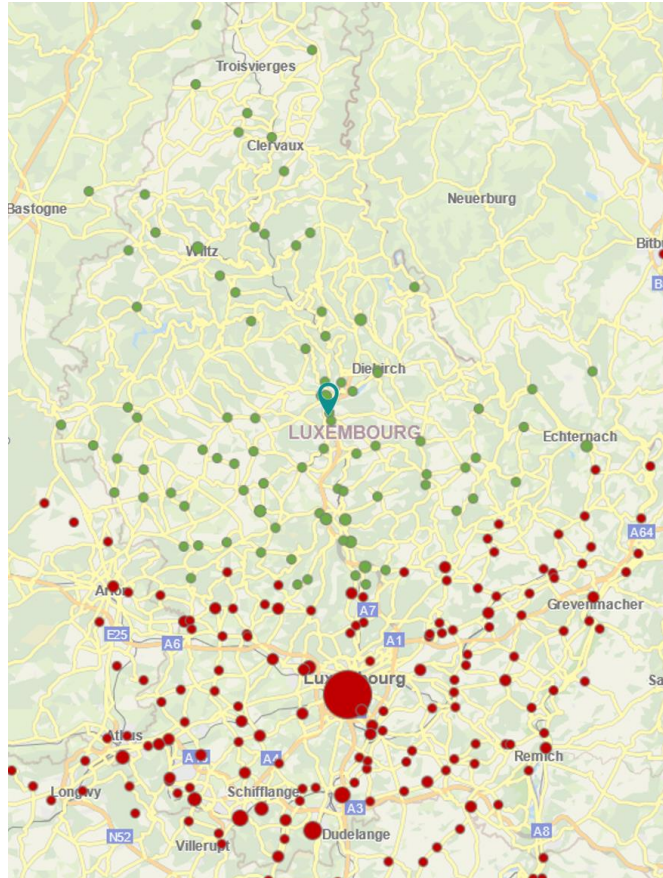 Troisvierges
Clervaux
Neuerburg
Bastogne
Wiltz
Bitbu
B
Diekirch
LUXEMBOURG
Echternach
A64
Arlon
Grevenmacher
A7
E25
A6
A1
Luxembourg
Sa
Athus
A4
Remich
Longwy
Schifflange
A3
A8
N52
Dudelange
Villerupt